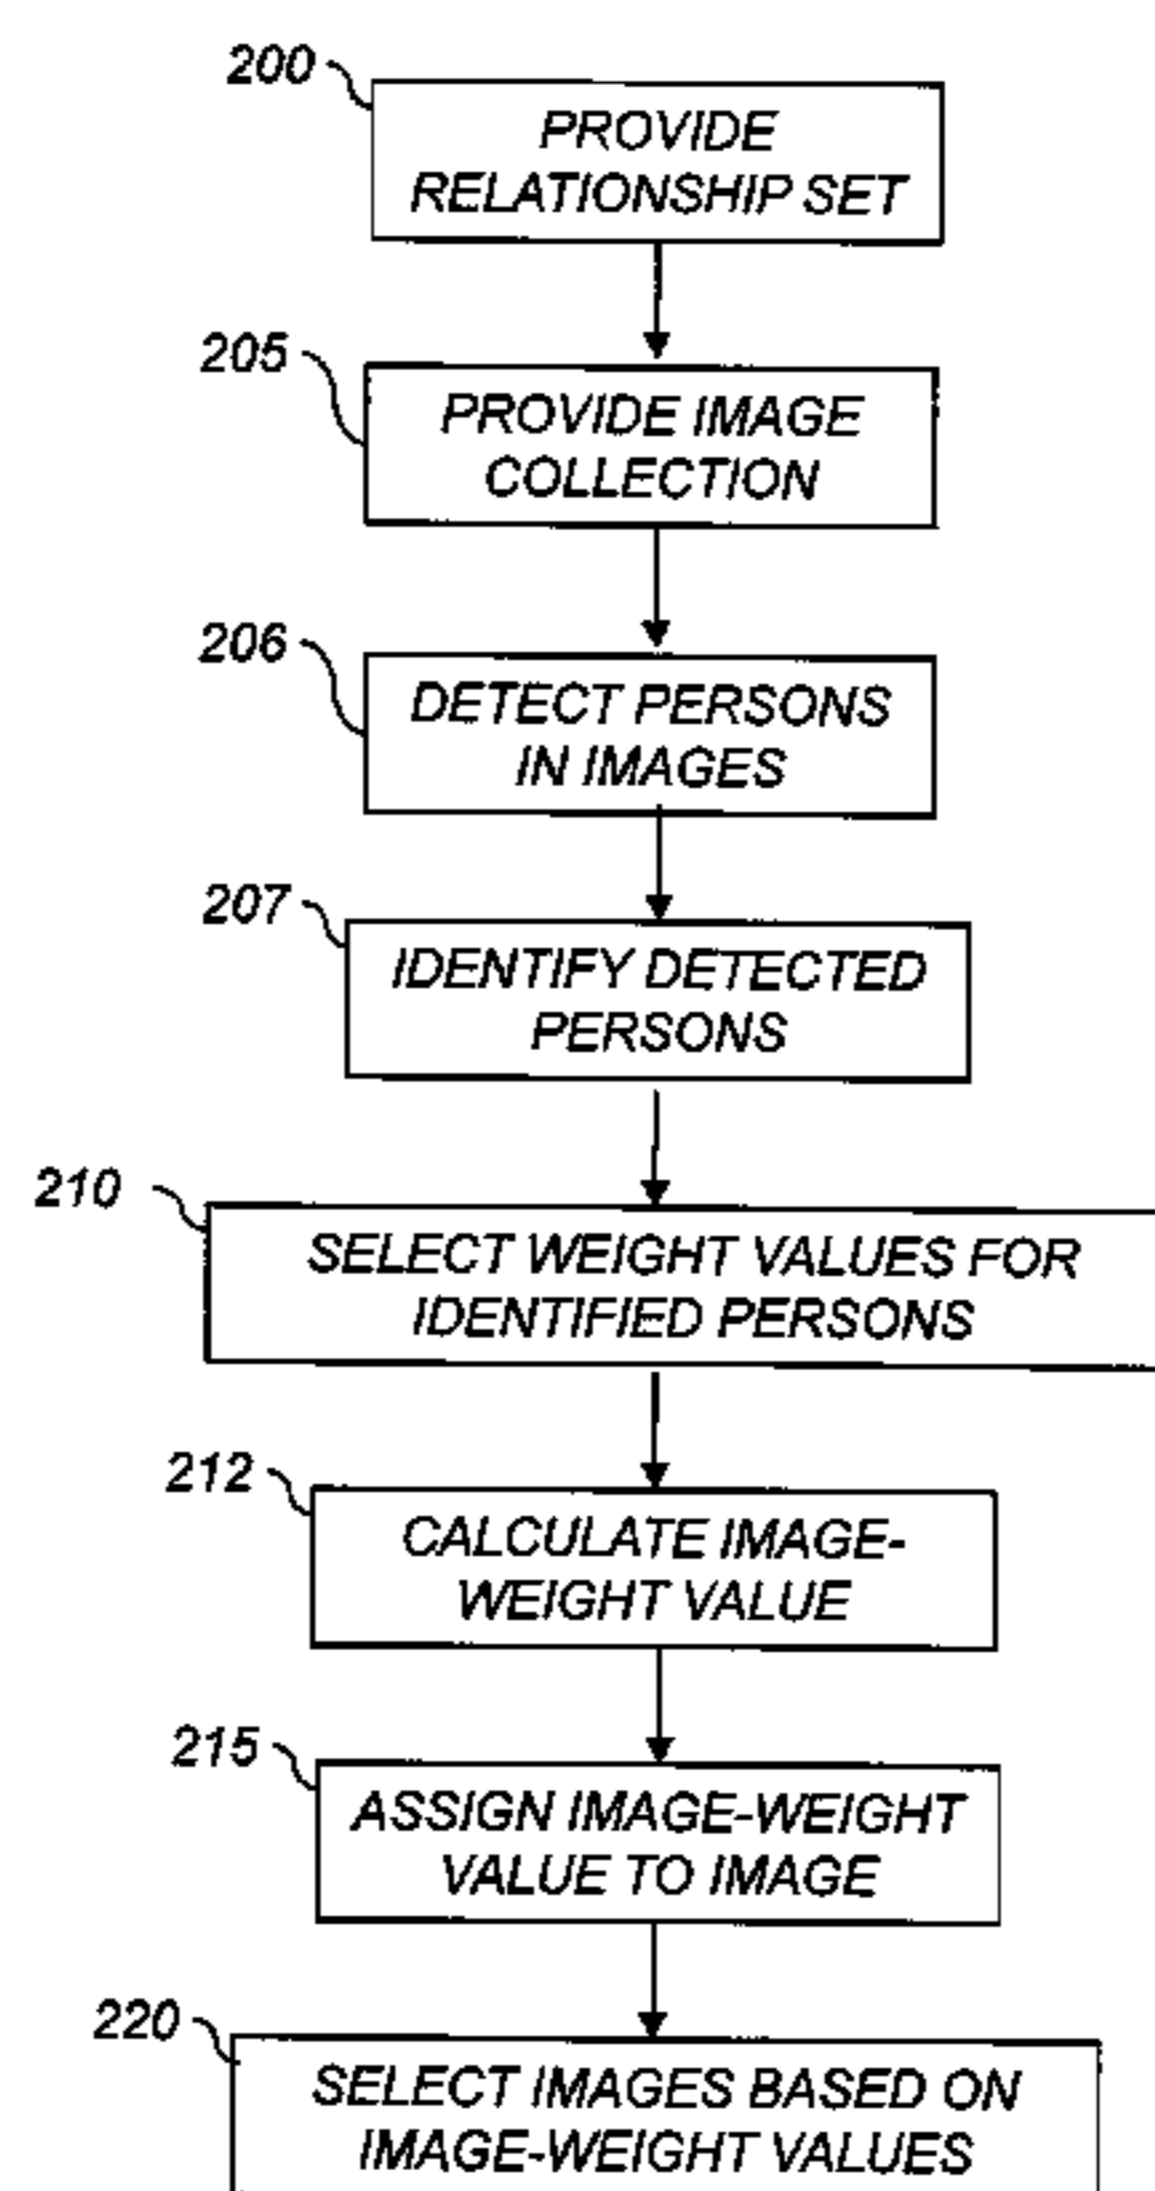 200
PROVIDE
RELATIONSHIP SET
205
PROVIDE IMAGE
COLLECTION
206
DETECT PERSONS
IN IMAGES
207
IDENTIFY DETECTED
PERSONS
210
SELECT WEIGHT VALUES FOR
IDENTIFIED PERSONS
212
CALCULATE IMAGE-
WEIGHT VALUE
215
ASSIGN IMAGE-WEIGHT
VALUE TO IMAGE
220
SELECT IMAGES BASED ON
IMAGE-WEIGHT VALUES